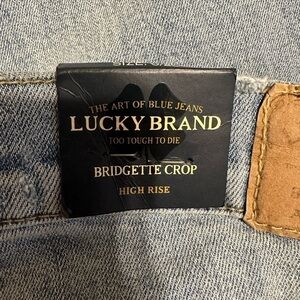 THE ART OF BLUE JEANS
LUCKY BRAND
TOO TOUGH TO DIE
BRIDGETTE CROP
HIGH RISE